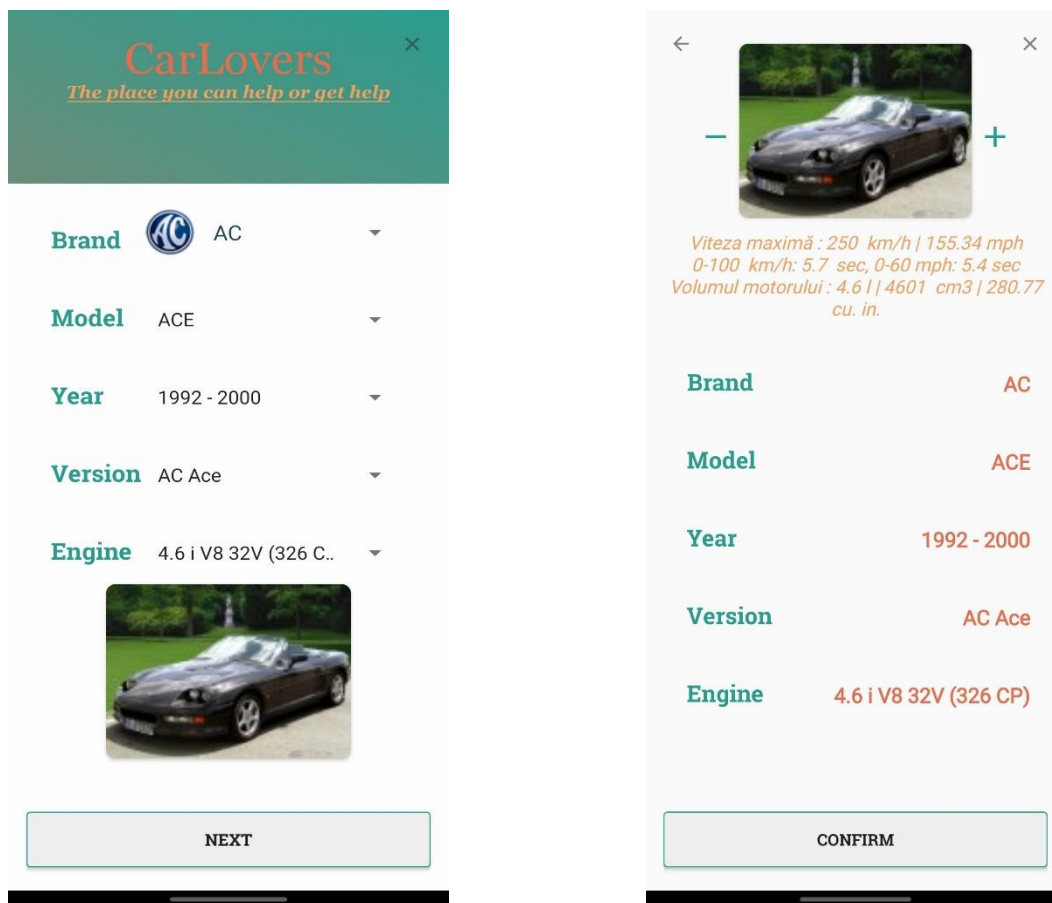 CarLovers
The place you can help or get help
Brand AC AC
Model ACE
Year 1992 - 2000
Version AC Ace
Engine 4.6 i V8 32V (326 C..
NEXT
Viteza maximă : 250 km/h | 155.34 mph
0-100 km/h: 5.7 sec, 0-60 mph: 5.4 sec
Volumul motorului : 4.6 l | 4601 cm3 | 280.77
cu. in.
Brand AC
Model ACE
Year 1992 - 2000
Version AC Ace
Engine 4.6 i V8 32V (326 CP)
CONFIRM